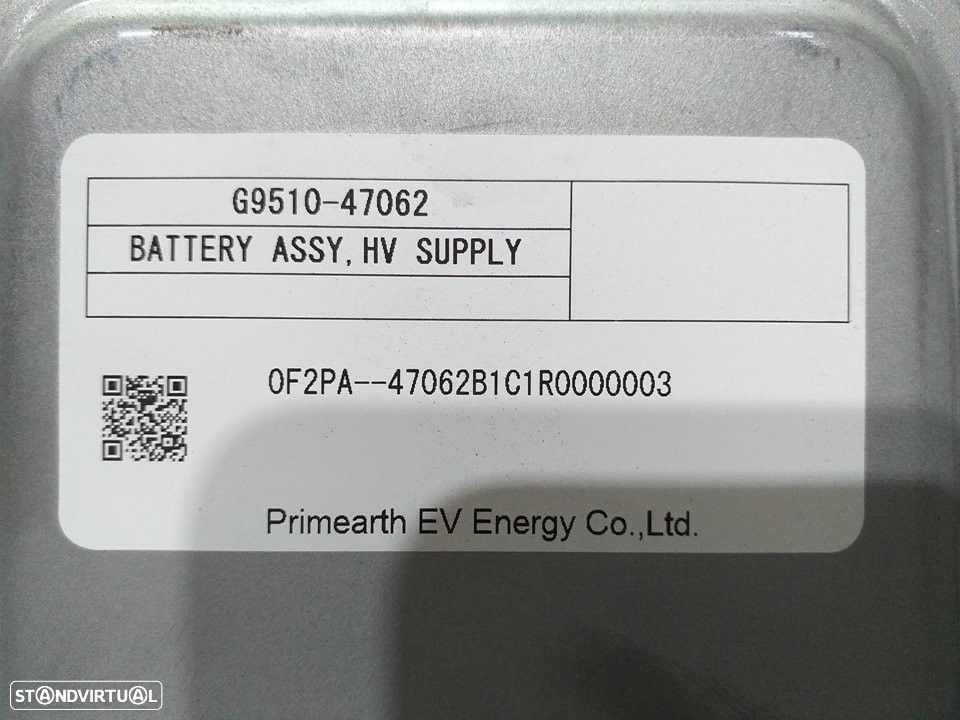 G9510-47062
BATTERY ASSY, HV SUPPLY
0F2PA--47062B1C1R0000003
Primearth EV Energy Co.,Ltd.
STANDVIRTUAL